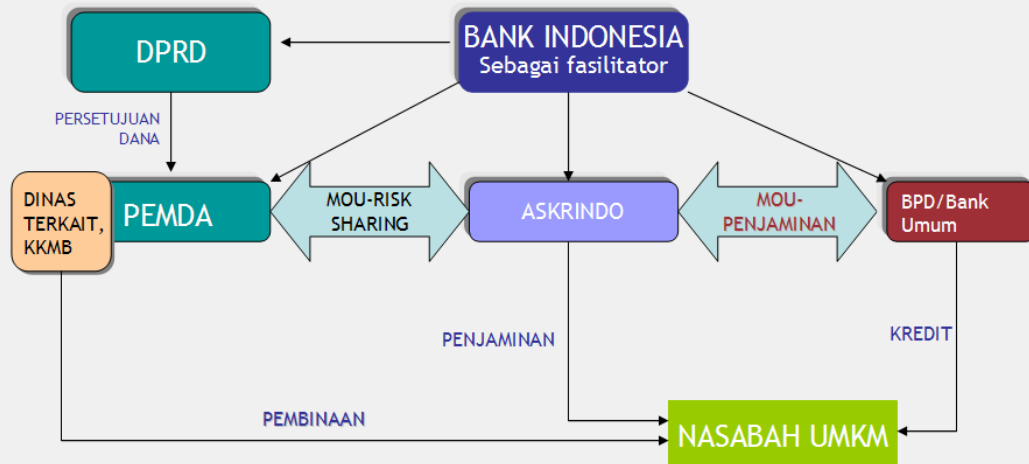 DPRD
BANK INDONESIA
Sebagai fasilitator
PERSETUJUAN
DANA
DINAS
TERKAIT,
KKMB
PEMDA
MOU-RISK
SHARING
ASKRINDO
MOU-
PENJAMINAN
BPD/Bank
Umum
PENJAMINAN
KREDIT
PEMBINAAN
NASABAH UMKM